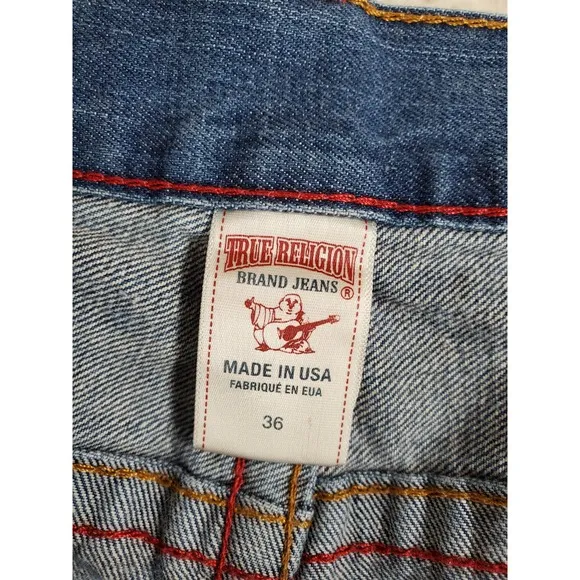 TRUE RELIGION
BRAND JEANS ®
MADE IN USA
FABRIQUÉ EN EUA
36